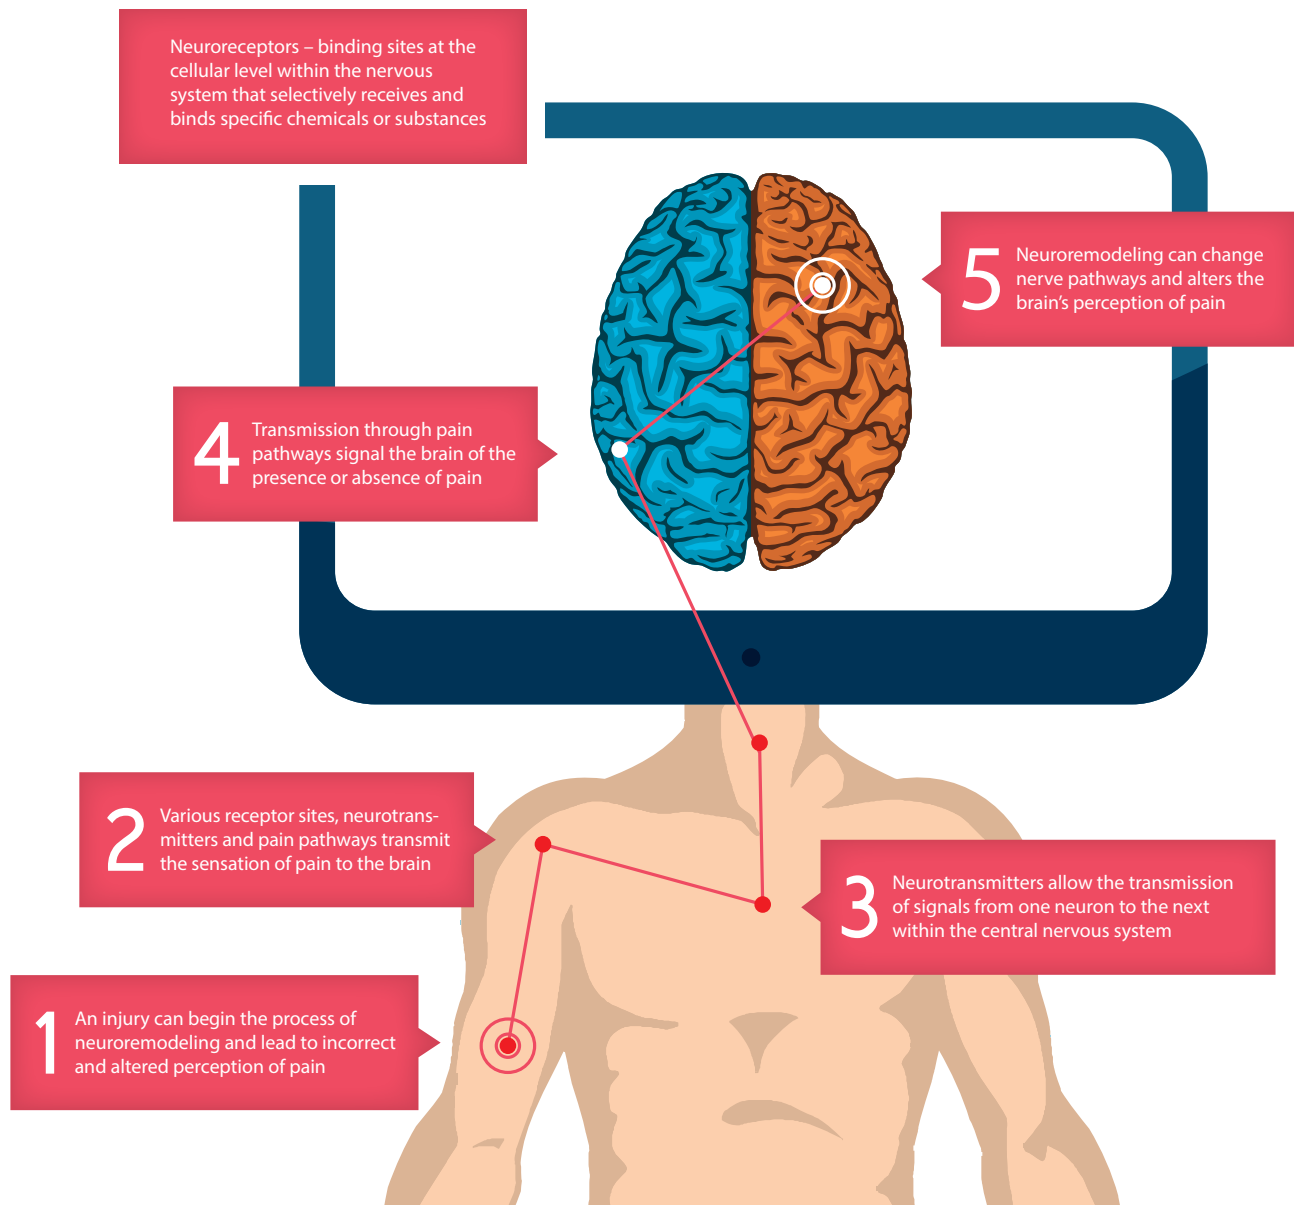 Neuroreceptors – binding sites at the
cellular level within the nervous
system that selectively receives and
binds specific chemicals or substances
5
Neuroremodeling can change
nerve pathways and alters the
brain’s perception of pain
4
Transmission through pain
pathways signal the brain of the
presence or absence of pain
2
Various receptor sites, neurotrans-
mitters and pain pathways transmit
the sensation of pain to the brain
3
Neurotransmitters allow the transmission
of signals from one neuron to the next
within the central nervous system
1
An injury can begin the process of
neuroremodeling and lead to incorrect
and altered perception of pain